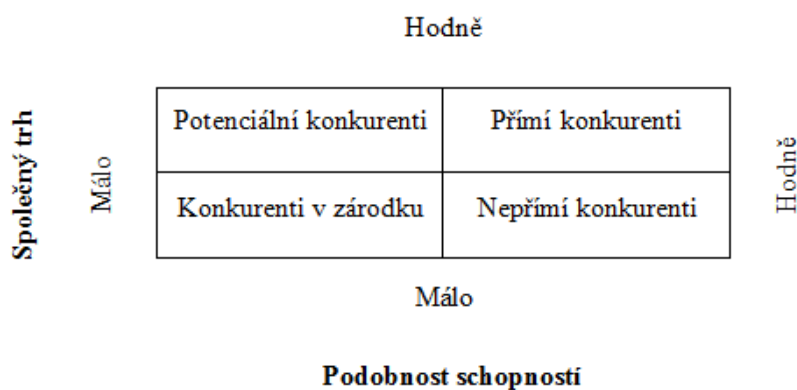 Hodně
Potenciální konkurenti
Přímí konkurenti
Společný trh
Málo
Hodně
Konkurenti v zárodku
Nepřímí konkurenti
Málo
Podobnost schopností